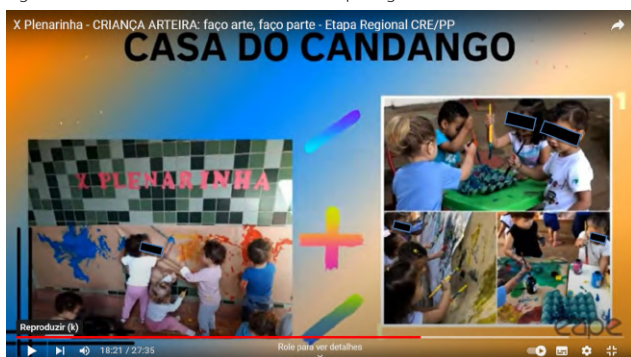 X Plenarinha - CRIANÇA ARTEIRA: faço arte, faço parte - Etapa Regional CRE/PP
CASA DO CANDANGO
1
X PLENARINHA
Reproduzir (k)
18:21 / 27:35
Role para ver detalhes
eape